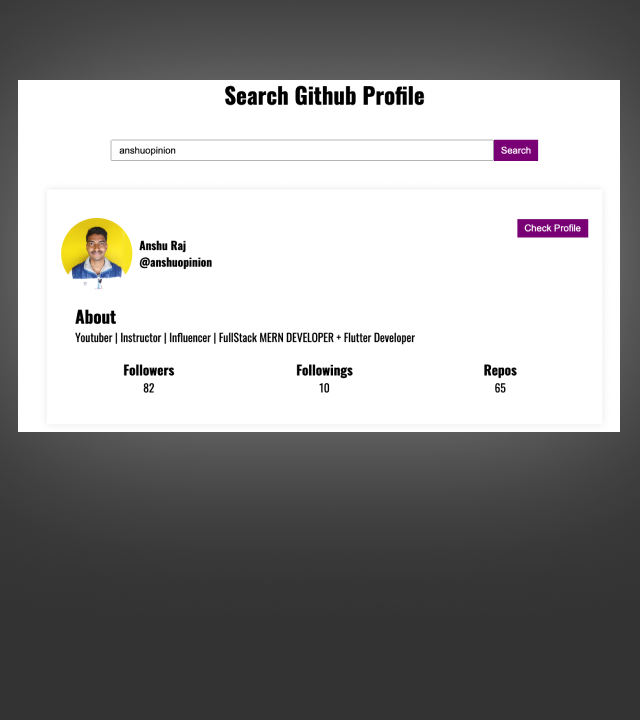 Search Github Profile
anshuopinion Search
Check Profile
Anshu Raj
@anshuopinion
About
Youtuber | Instructor | Influencer | FullStack MERN DEVELOPER + Flutter Developer
Followers Followings Repos
82 10 65